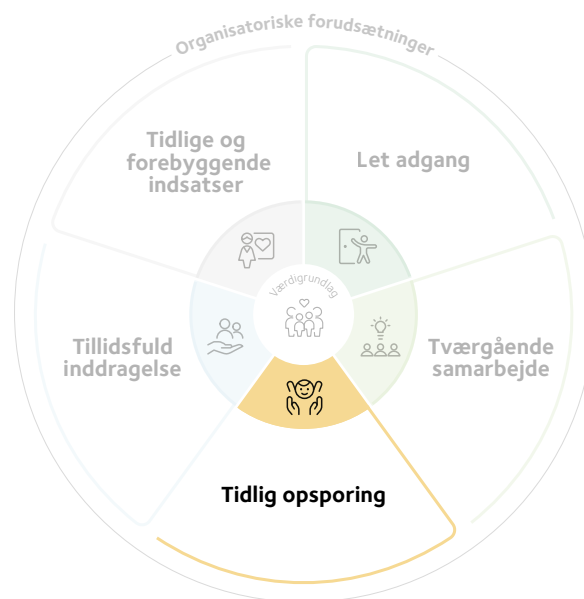 Organisatoriske forudsætninger
Tidlige og
forebyggende
indsatser
Let adgang
Værdigrundlag
Tillidsfuld
inddragelse
Tværgående
samarbejde
Tidlig opsporing